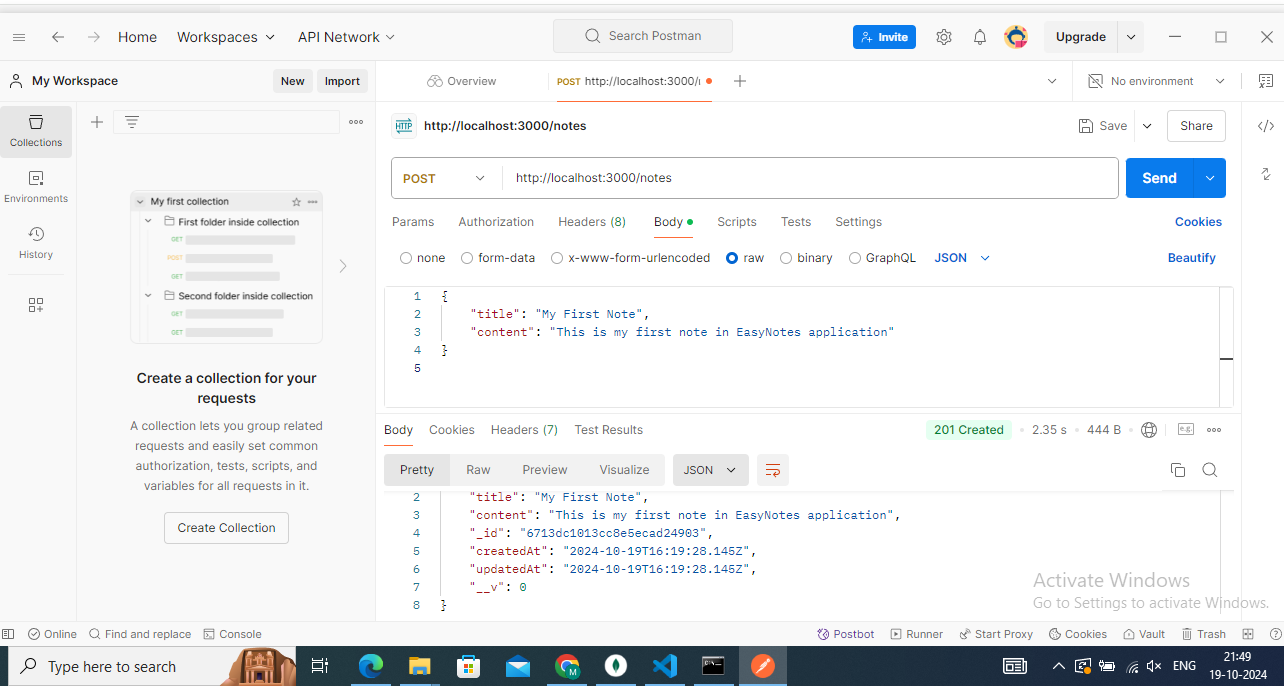 Home Workspaces API Network Search Postman Invite Upgrade
My Workspace New Import Overview POST http://localhost:3000/ No environment
Collections
Environments
History
My first collection
First folder inside collection
GET
POST
GET
Second folder inside collection
GET
GET
Create a collection for your
requests
A collection lets you group related
requests and easily set common
authorization, tests, scripts, and
variables for all requests in it.
Create Collection
HTTP http://localhost:3000/notes Save Share
POST http://localhost:3000/notes Send
Params Authorization Headers (8) Body Scripts Tests Settings Cookies
none form-data x-www-form-urlencoded raw binary GraphQL JSON Beautify
1 {
2 "title": "My First Note",
3 "content": "This is my first note in EasyNotes application"
4 }
5
Body Cookies Headers (7) Test Results 201 Created 2.35 s 444 B e.g.
Pretty Raw Preview Visualize JSON
2 "title": "My First Note",
3 "content": "This is my first note in EasyNotes application",
4 "_id": "6713dc1013cc8e5ecad24903",
5 "createdAt": "2024-10-19T16:19:28.145Z",
6 "updatedAt": "2024-10-19T16:19:28.145Z",
7 "__v": 0
8 }
Activate Windows
Go to Settings to activate Windows.
Online Find and replace Console Postbot Runner Start Proxy Cookies Vault Trash
Type here to search ENG
21:49
19-10-2024